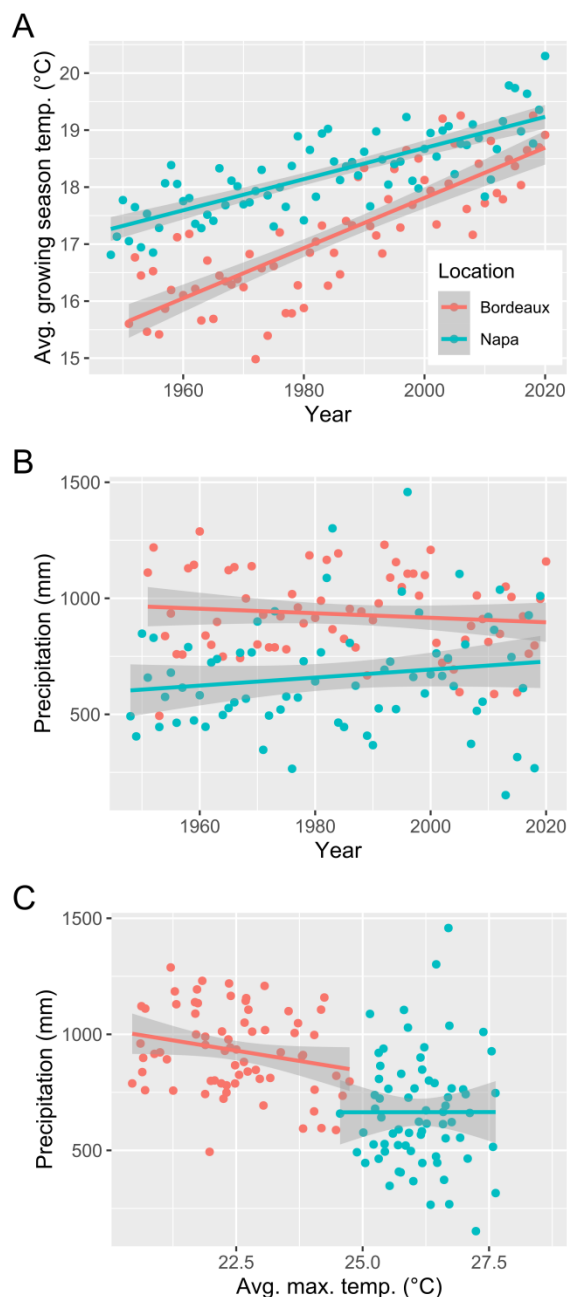 A
Avg. growing season temp. (°C)
20
19
18
17
16
15
Location
Bordeaux
Napa
1960
1980
2000
2020
Year
B
Precipitation (mm)
1500
1000
500
1960
1980
2000
2020
Year
C
Precipitation (mm)
1500
1000
500
22.5
25.0
27.5
Avg. max. temp. (°C)